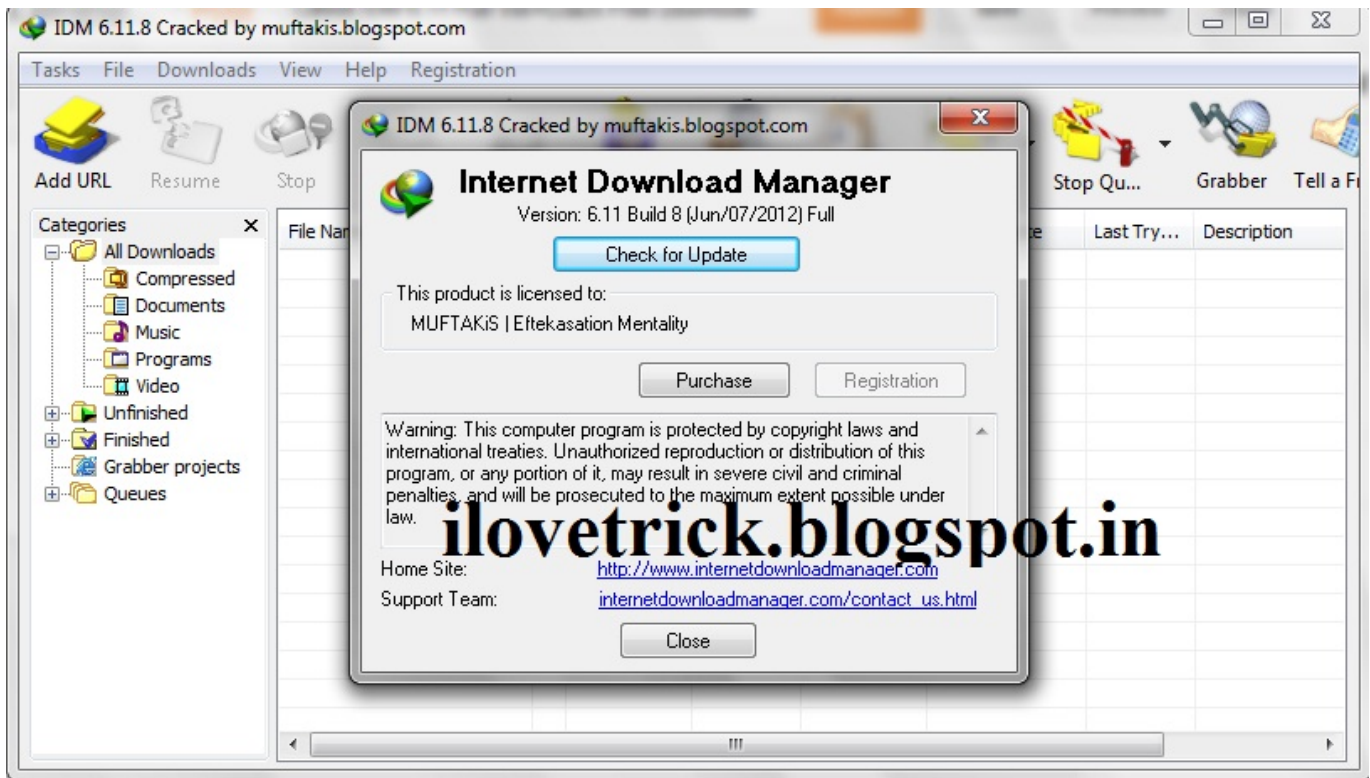 IDM 6.11.8 Cracked by muftakis.blogspot.com
Tasks File Downloads View Help Registration
Add URL
Resume
Stop
Stop Qu...
Grabber
Tell a Fr
Categories
All Downloads
Compressed
Documents
Music
Programs
Video
Unfinished
Finished
Grabber projects
Queues
File Nar
Last Try...
Description
IDM 6.11.8 Cracked by muftakis.blogspot.com
Internet Download Manager
Version: 6.11 Build 8 (Jun/07/2012) Full
Check for Update
This product is licensed to:
MUFTAKiS | Eftekasation Mentality
Purchase
Registration
Warning: This computer program is protected by copyright laws and
international treaties. Unauthorized reproduction or distribution of this
program, or any portion of it, may result in severe civil and criminal
penalties, and will be prosecuted to the maximum extent possible under
law.
ilovetrick.blogspot.in
Home Site: http://www.internetdownloadmanager.com
Support Team: internetdownloadmanager.com/contact_us.html
Close